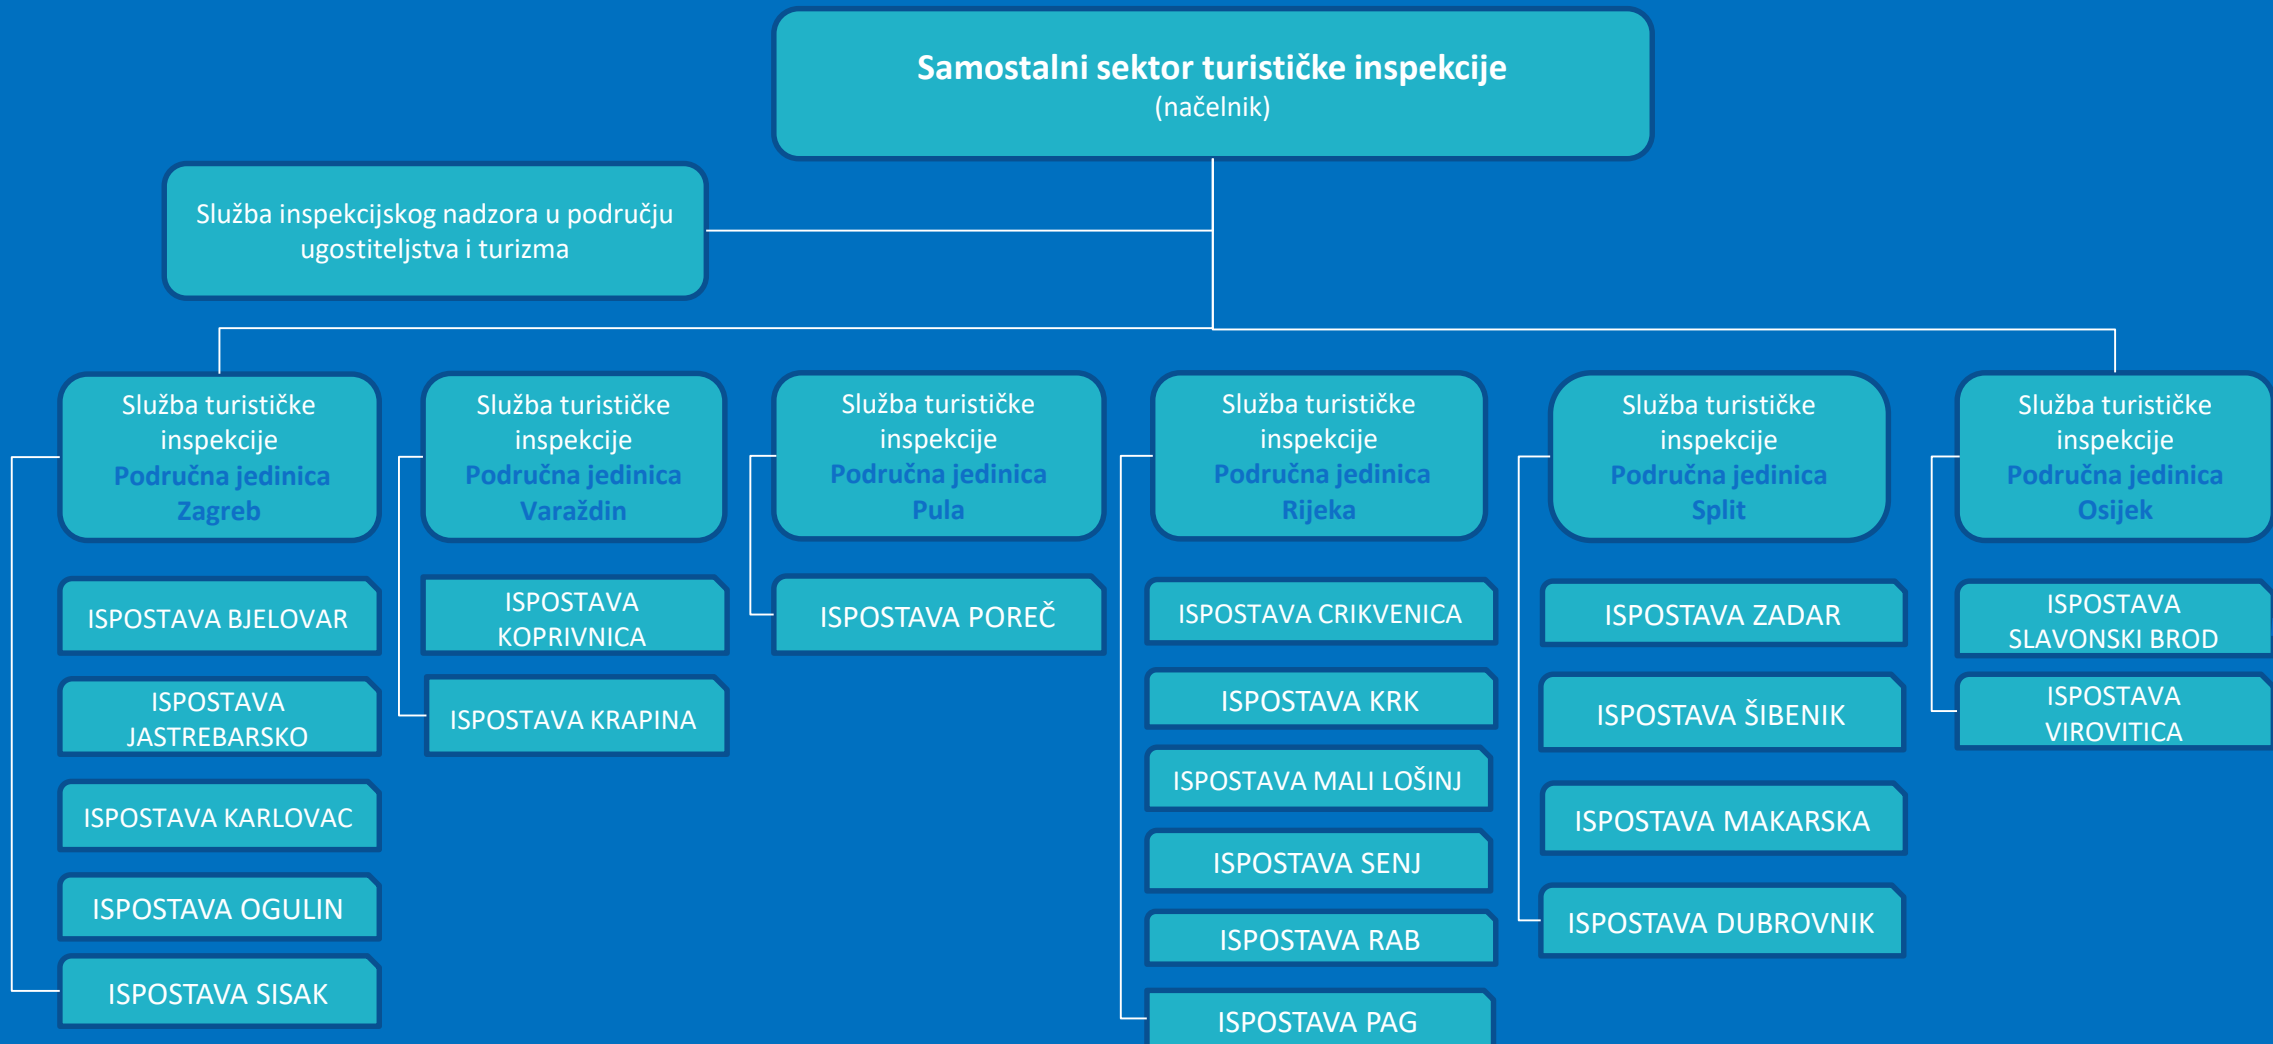 Samostalni sektor turističke inspekcije
(načelnik)
Služba inspekcijskog nadzora u području
ugostiteljstva i turizma
Služba turističke
inspekcije
Područna jedinica
Zagreb
ISPOSTAVA BJELOVAR
ISPOSTAVA
JASTREBARSKO
ISPOSTAVA KARLOVAC
ISPOSTAVA OGULIN
ISPOSTAVA SISAK
Služba turističke
inspekcije
Područna jedinica
Varaždin
ISPOSTAVA
KOPRIVNICA
ISPOSTAVA KRAPINA
Služba turističke
inspekcije
Područna jedinica
Pula
ISPOSTAVA POREČ
Služba turističke
inspekcije
Područna jedinica
Rijeka
ISPOSTAVA CRIKVENICA
ISPOSTAVA KRK
ISPOSTAVA MALI LOŠINJ
ISPOSTAVA SENJ
ISPOSTAVA RAB
ISPOSTAVA PAG
Služba turističke
inspekcije
Područna jedinica
Split
ISPOSTAVA ZADAR
ISPOSTAVA ŠIBENIK
ISPOSTAVA MAKARSKA
ISPOSTAVA DUBROVNIK
Služba turističke
inspekcije
Područna jedinica
Osijek
ISPOSTAVA
SLAVONSKI BROD
ISPOSTAVA
VIROVITICA